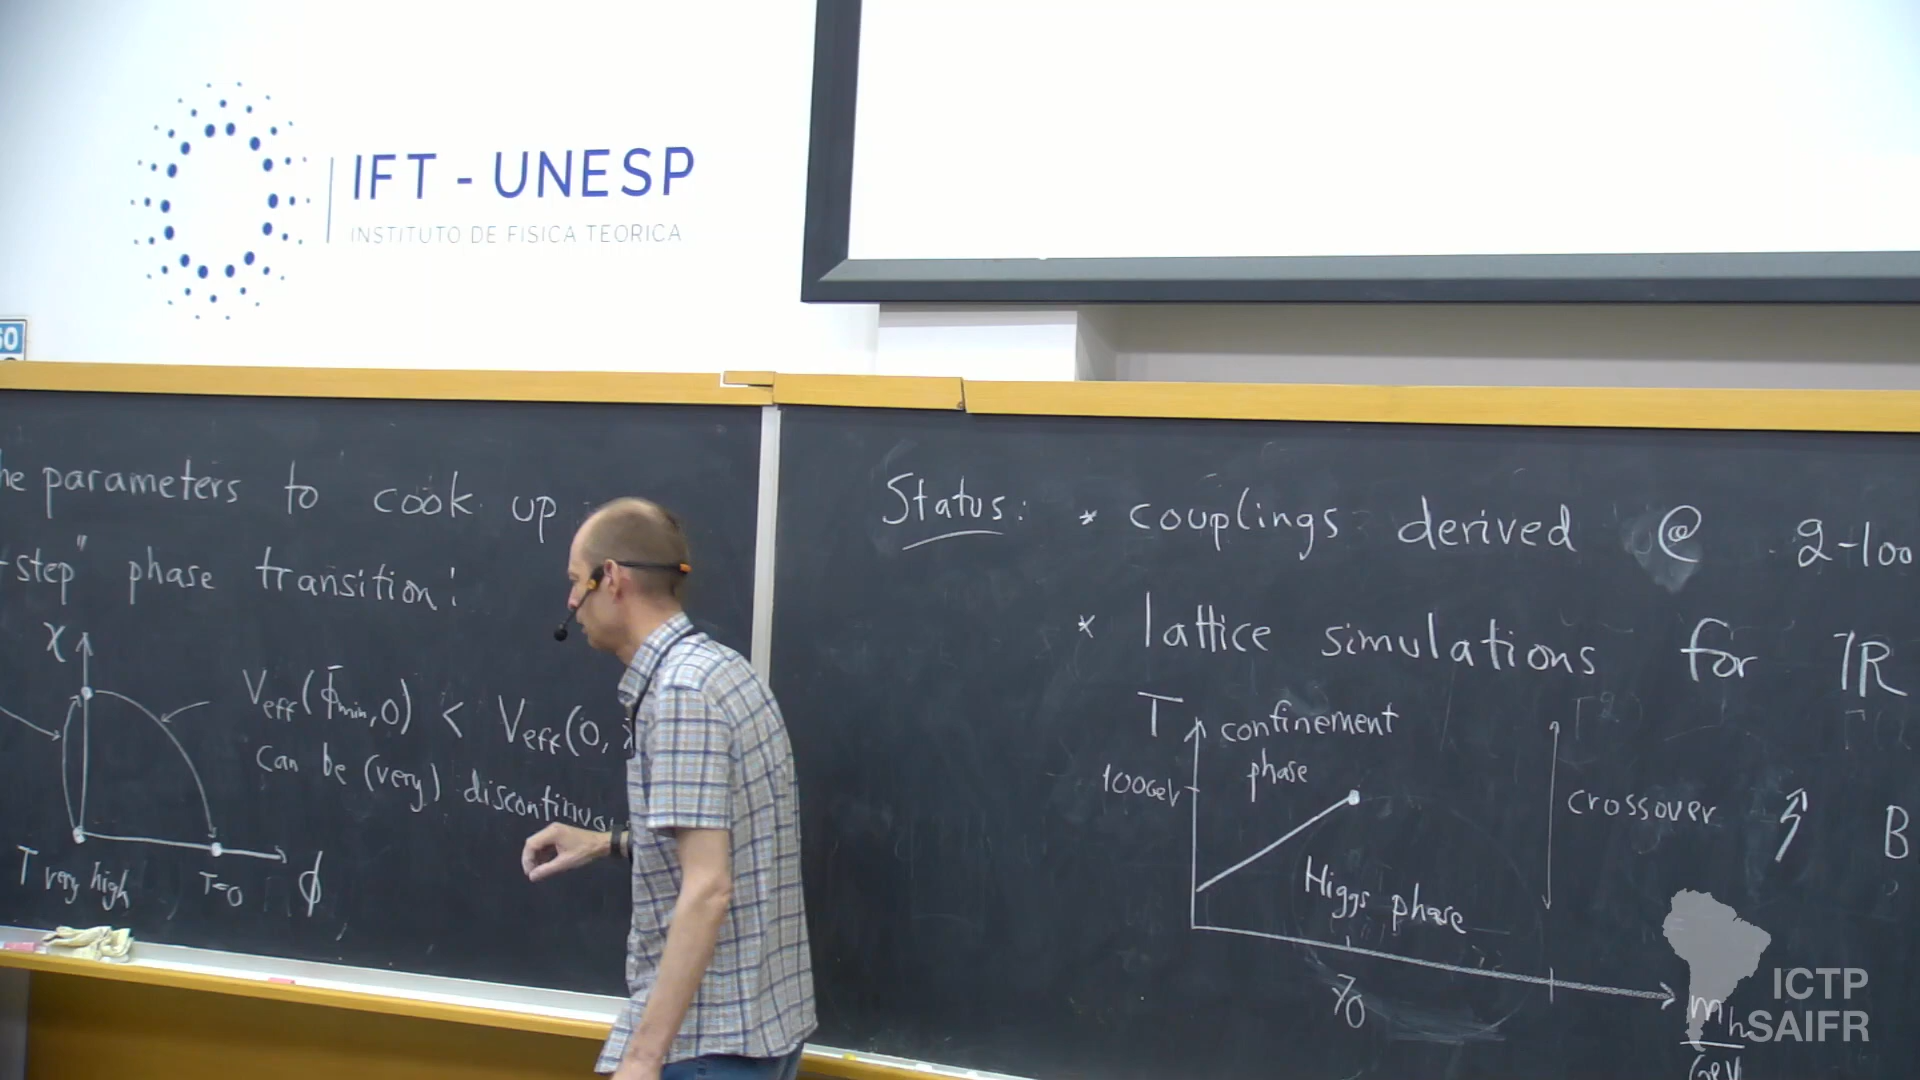 IFT - UNESP
INSTITUTO DE FISICA TEORICA
60
he parameters to cook up
-step" phase transition!
χ
V_eff(ϕ̄_min, 0) < V_eff(0,
can be (very) discontinuo
T very high
T=0
ϕ
Status: * couplings derived @ 2-loo
* lattice simulations for IR
T
confinement
phase
100GeV
crossover
B
Higgs phase
70
m_h
GeV
ICTP
SAIFR